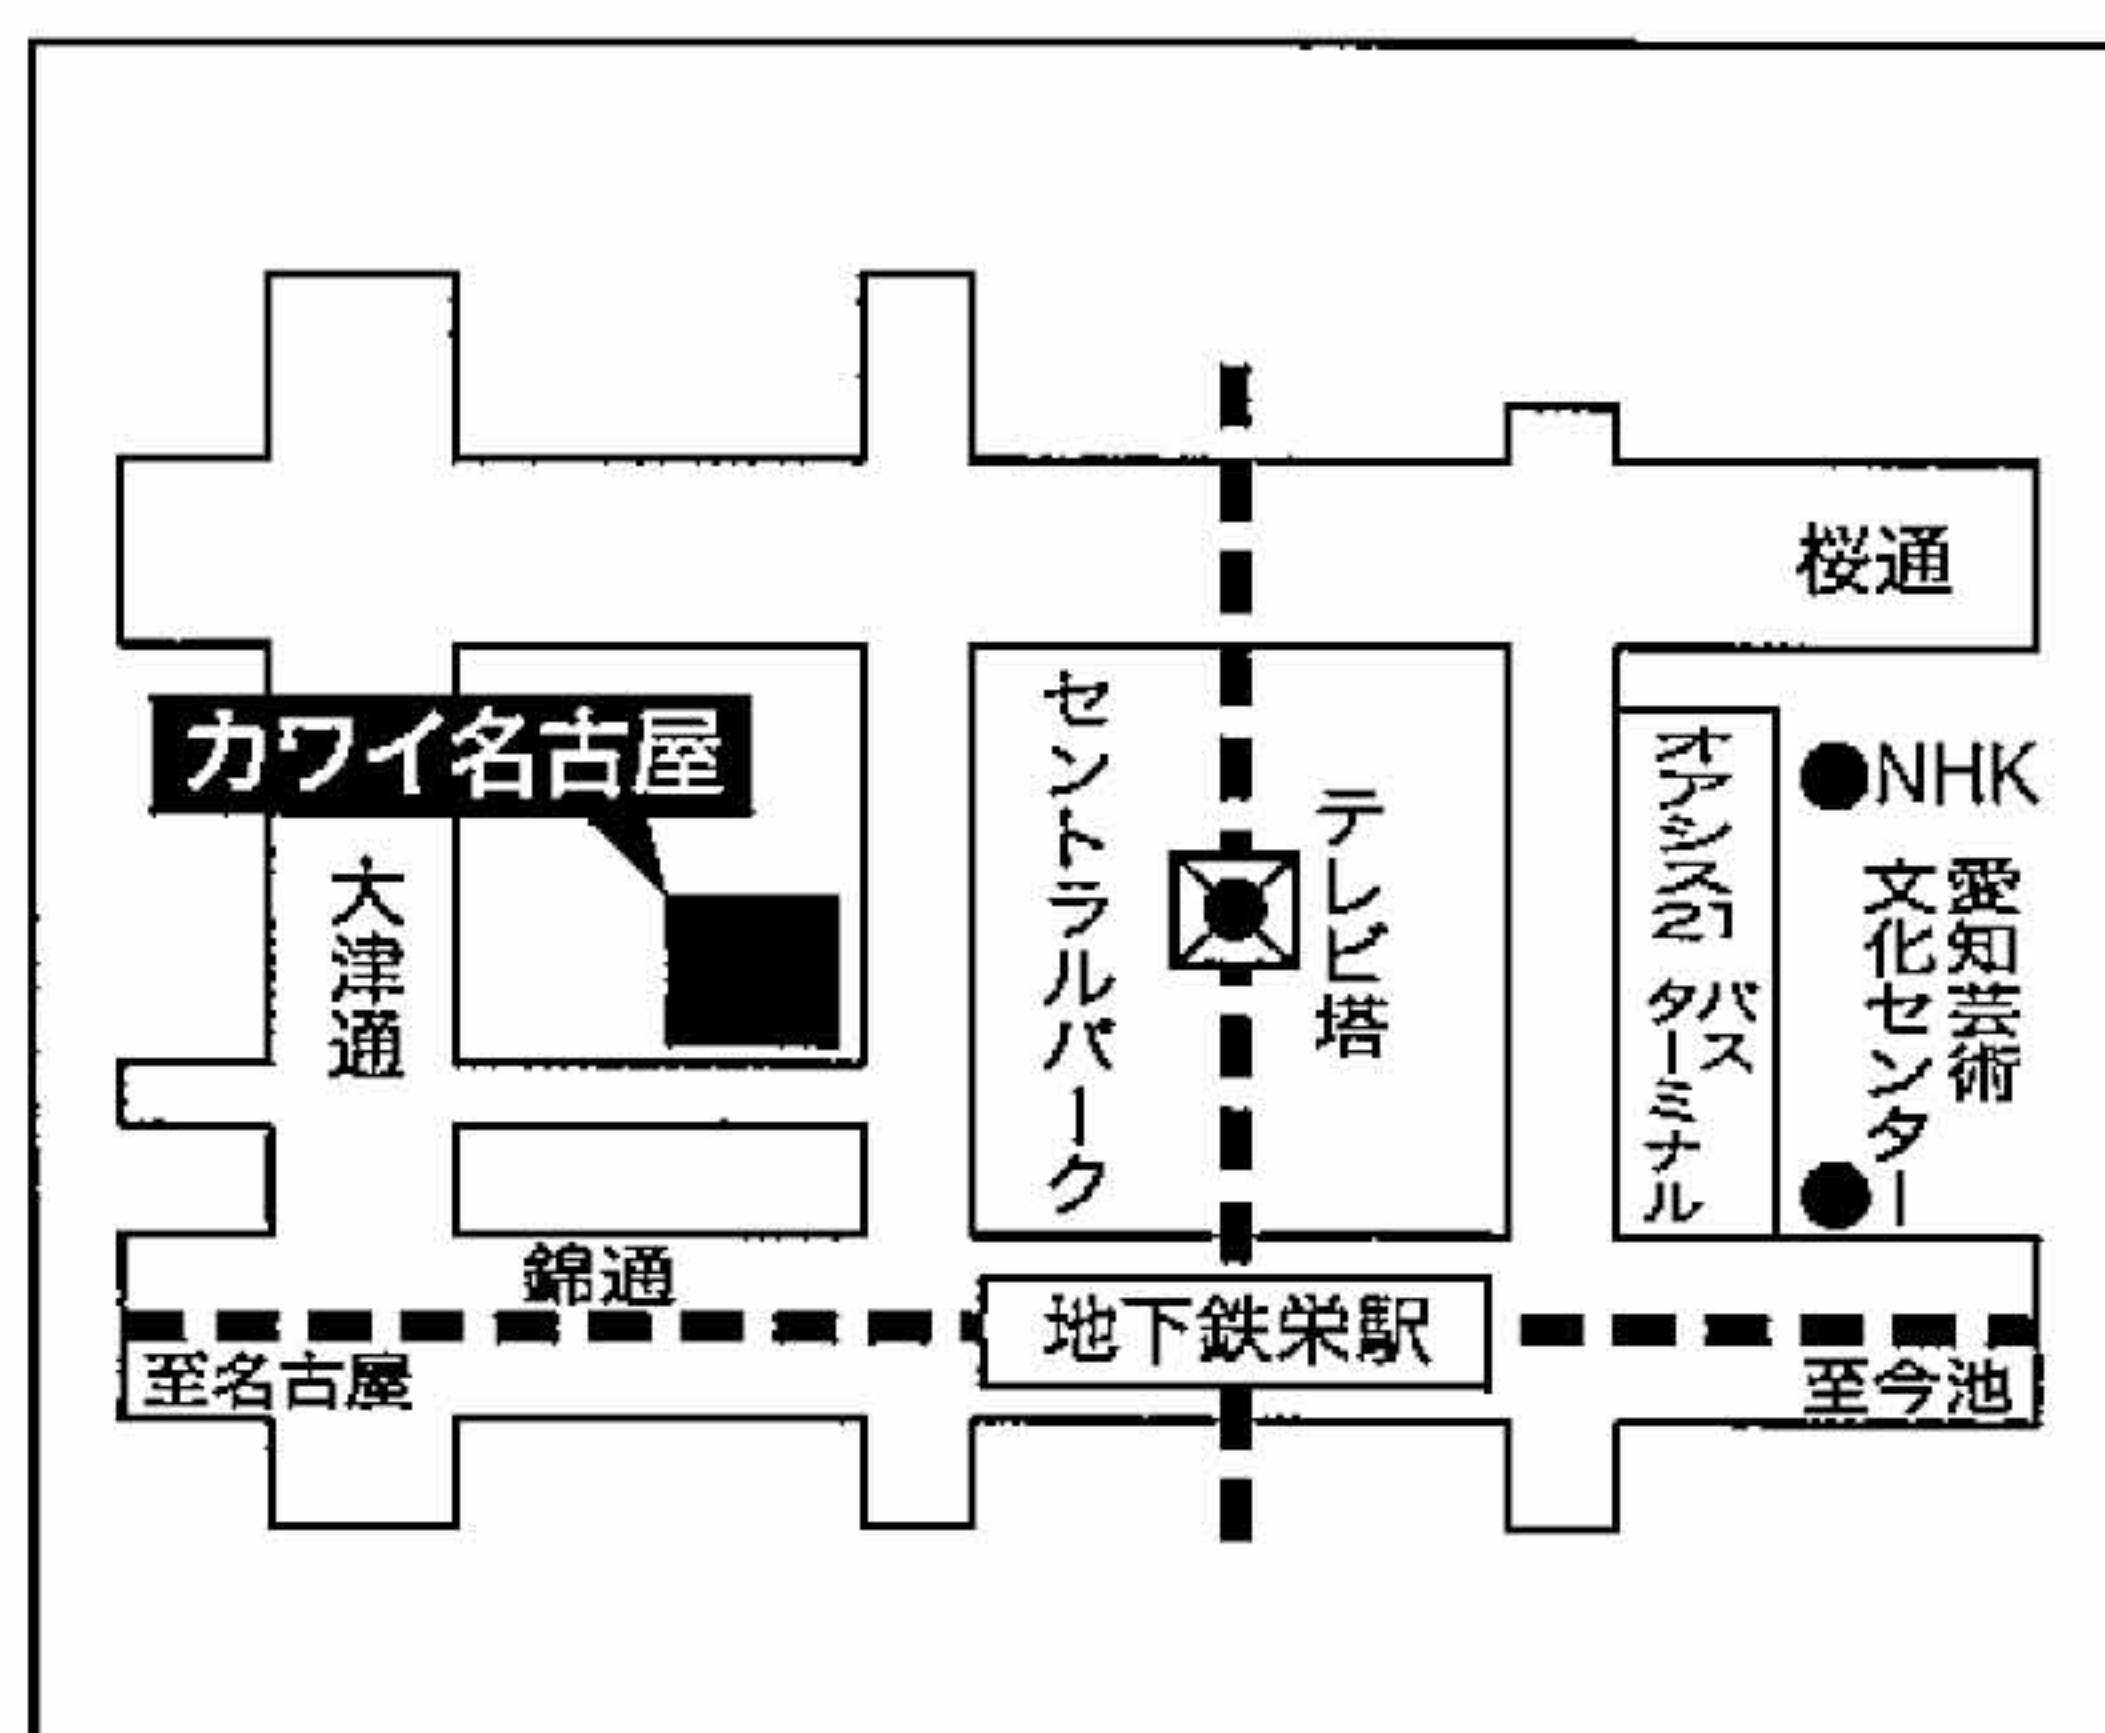 桜通
カワイ名古屋
大津通
セントラルパーク
テレビ塔
オアシス21
バス
ターミナル
NHK
愛知芸術
文化センター
錦通
地下鉄栄駅
至名古屋
至今池